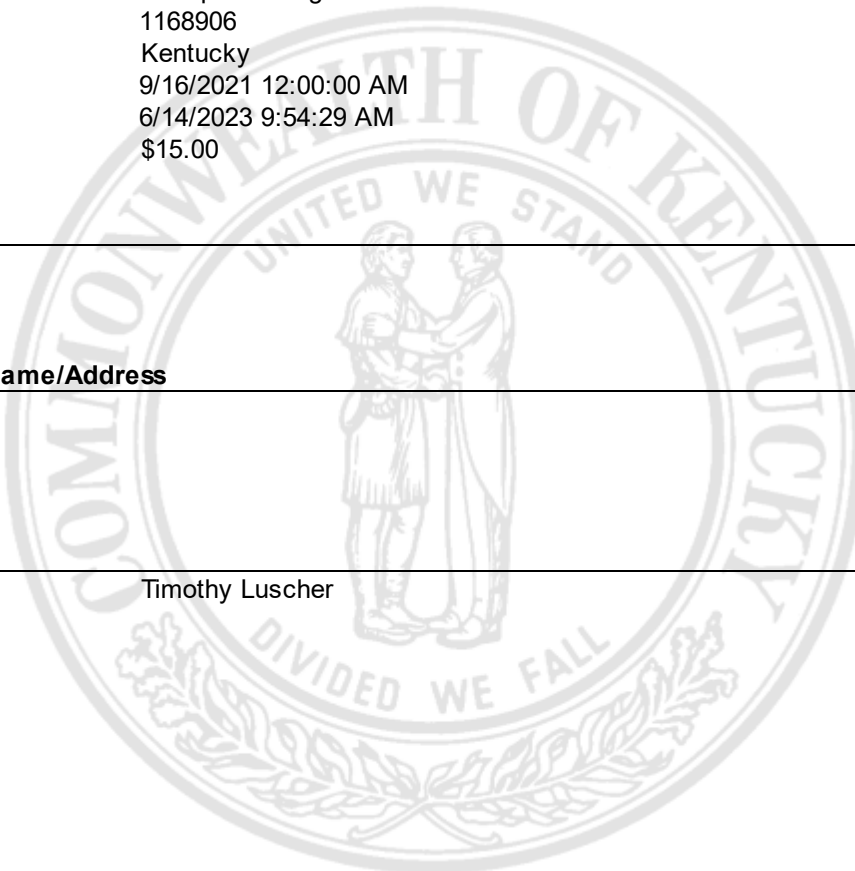 1168906
Kentucky
9/16/2021 12:00:00 AM
6/14/2023 9:54:29 AM
$15.00
COMMONWEALTH OF KENTUCKY
UNITED WE STAND
ame/Address
Timothy Luscher
DIVIDED WE FALL